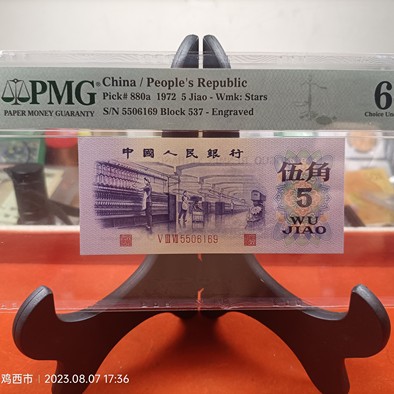 PMG
PAPER MONEY GUARANTY
China / People's Republic
Pick# 880a 1972 5 Jiao - Wmk: Stars
S/N 5506169 Block 537 - Engraved
6
Choice Un
中國人民銀行
伍角
5
WU
JIAO
V III VII 5506169
鸡西市 | 2023.08.07 17:36